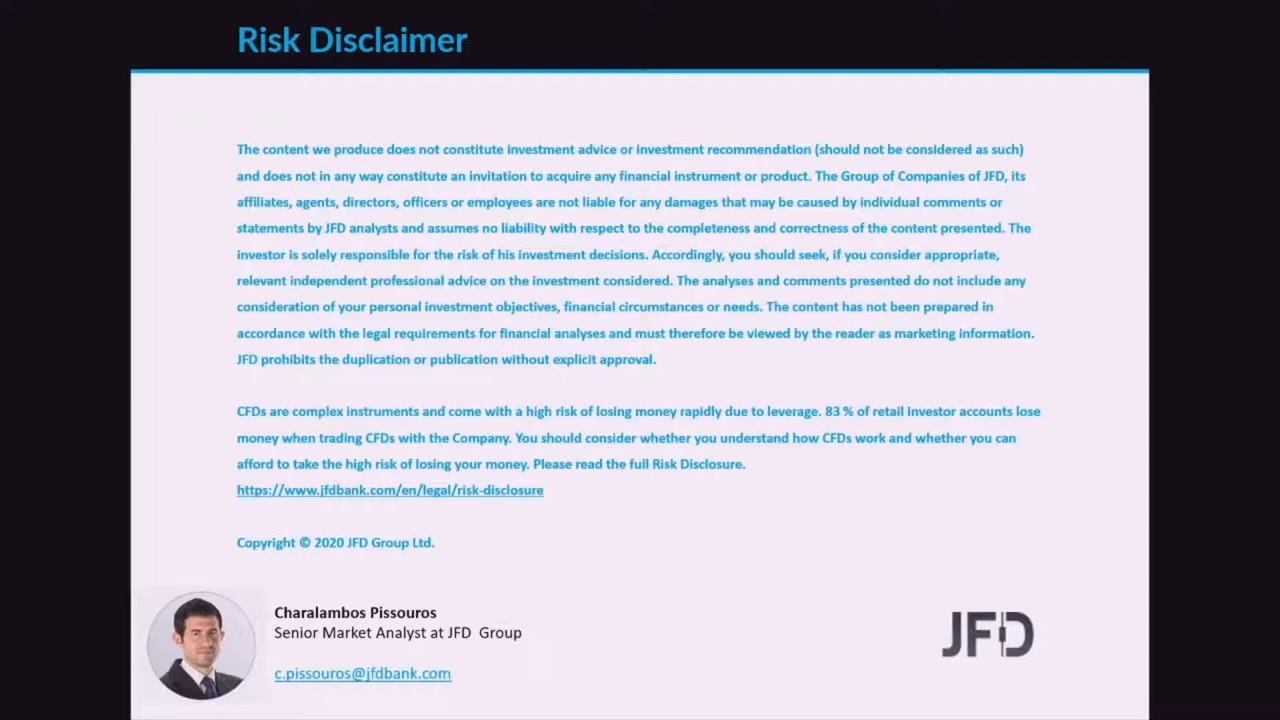 Risk Disclaimer
The content we produce does not constitute investment advice or investment recommendation (should not be considered as such)
and does not in any way constitute an invitation to acquire any financial instrument or product. The Group of Companies of JFD, its
affiliates, agents, directors, officers or employees are not liable for any damages that may be caused by individual comments or
statements by JFD analysts and assumes no liability with respect to the completeness and correctness of the content presented. The
investor is solely responsible for the risk of his investment decisions. Accordingly, you should seek, if you consider appropriate,
relevant independent professional advice on the investment considered. The analyses and comments presented do not include any
consideration of your personal investment objectives, financial circumstances or needs. The content has not been prepared in
accordance with the legal requirements for financial analyses and must therefore be viewed by the reader as marketing information.
JFD prohibits the duplication or publication without explicit approval.
CFDs are complex instruments and come with a high risk of losing money rapidly due to leverage. 83 % of retail investor accounts lose
money when trading CFDs with the Company. You should consider whether you understand how CFDs work and whether you can
afford to take the high risk of losing your money. Please read the full Risk Disclosure.
https://www.jfdbank.com/en/legal/risk-disclosure
Copyright © 2020 JFD Group Ltd.
Charalambos Pissouros
Senior Market Analyst at JFD Group
c.pissouros@jfdbank.com
JFD